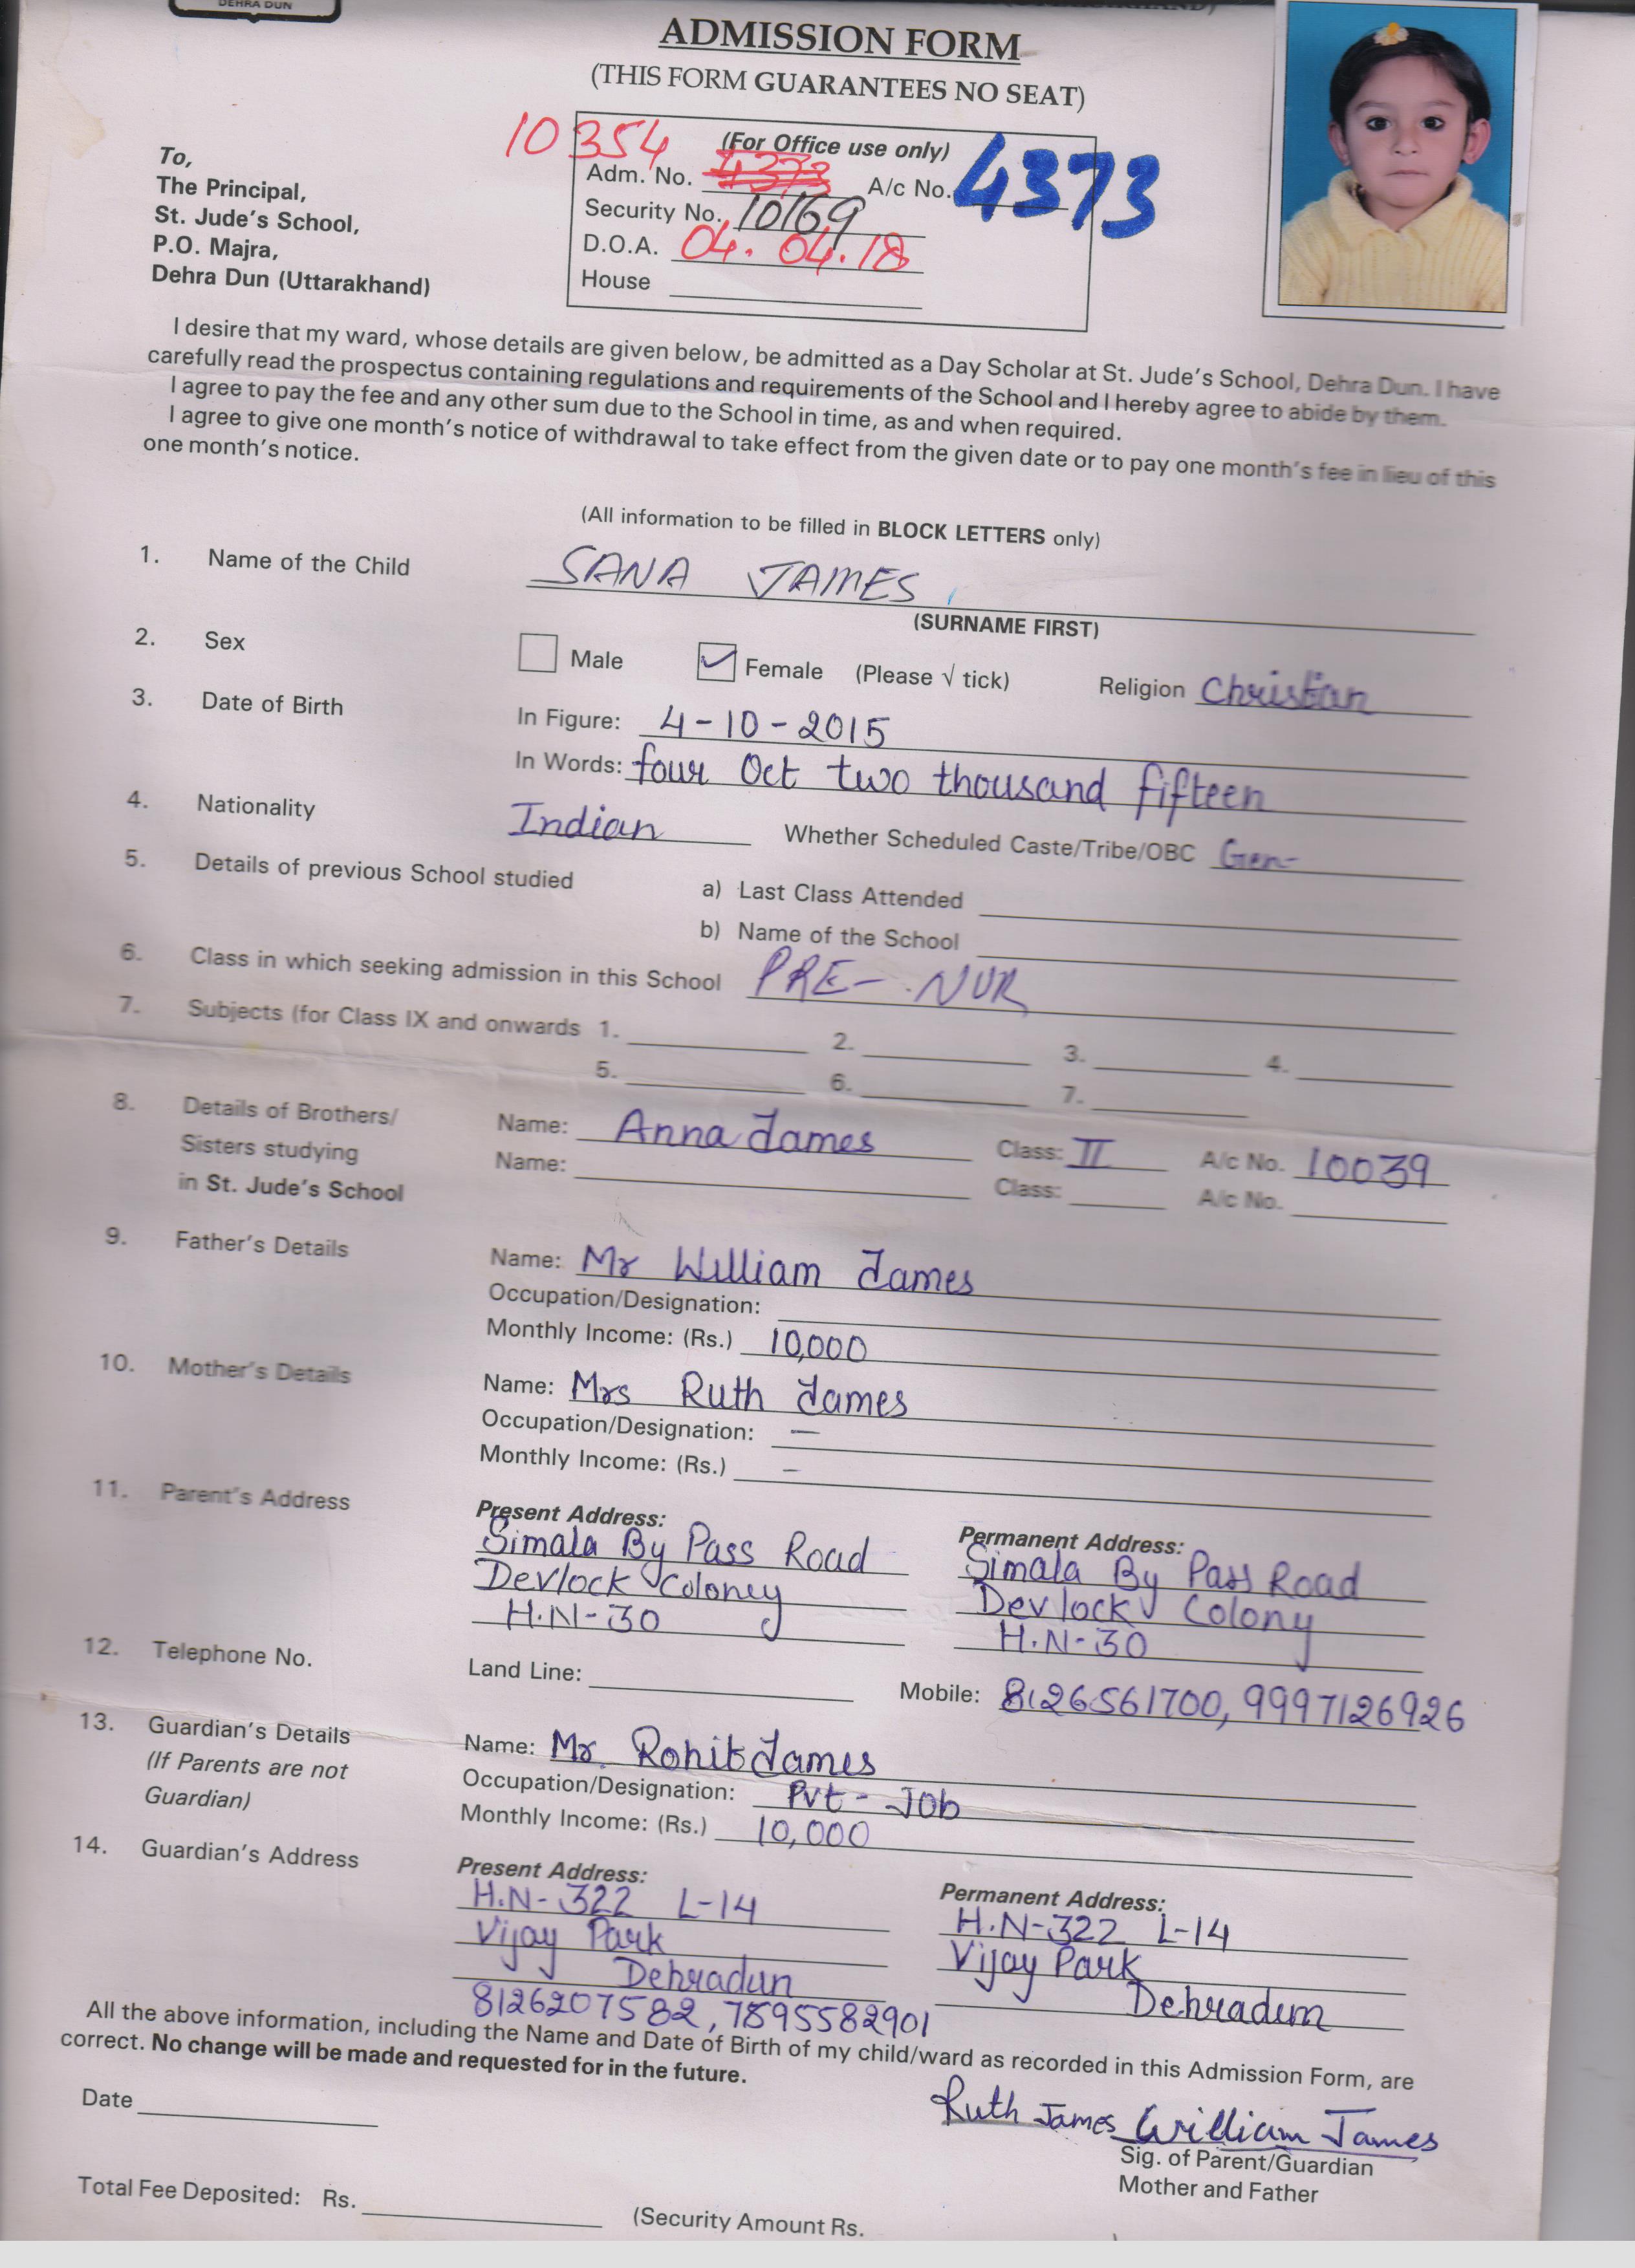 DEHRA DUN
ADMISSION FORM
(THIS FORM GUARANTEES NO SEAT)
To,
The Principal,
St. Jude's School,
P.O. Majra,
Dehra Dun (Uttarakhand)
10354
(For Office use only)
Adm. No. 4373 A/c No. 4373
Security No. 10169
D.O.A. 04.04.18
House
I desire that my ward, whose details are given below, be admitted as a Day Scholar at St. Jude's School, Dehra Dun. I have
carefully read the prospectus containing regulations and requirements of the School and I hereby agree to abide by them.
I agree to pay the fee and any other sum due to the School in time, as and when required.
I agree to give one month's notice of withdrawal to take effect from the given date or to pay one month's fee in lieu of this
one month's notice.
(All information to be filled in BLOCK LETTERS only)
1. Name of the Child SANA JAMES
(SURNAME FIRST)
2. Sex Male Female (Please √ tick) Religion Christian
3. Date of Birth In Figure: 4-10-2015
In Words: four Oct two thousand fifteen
4. Nationality Indian Whether Scheduled Caste/Tribe/OBC Gen-
5. Details of previous School studied a) Last Class Attended
b) Name of the School
6. Class in which seeking admission in this School PRE-NUR
7. Subjects (for Class IX and onwards 1. 2. 3. 4.
5. 6. 7.
8. Details of Brothers/ Name: Anna James Class: II A/c No. 10039
Sisters studying Name: Class: A/c No.
in St. Jude's School
9. Father's Details Name: Mr William James
Occupation/Designation:
Monthly Income: (Rs.) 10,000
10. Mother's Details Name: Mrs Ruth James
Occupation/Designation: —
Monthly Income: (Rs.) –
11. Parent's Address Present Address: Permanent Address:
Simala By Pass Road Simala By Pass Road
Devlock Coloney Devlock Colony
H.N-30 H.N-30
12. Telephone No. Land Line: Mobile: 8126561700, 9997126926
13. Guardian's Details Name: Mr. Rohit James
(If Parents are not Occupation/Designation: Pvt-Job
Guardian) Monthly Income: (Rs.) 10,000
14. Guardian's Address Present Address: Permanent Address:
H.N-322 L-14 H.N-322 L-14
Vijay Park Vijay Park
Dehradun Dehradun
8126207582, 7895582901
All the above information, including the Name and Date of Birth of my child/ward as recorded in this Admission Form, are
correct. No change will be made and requested for in the future.
Date
Ruth James William James
Sig. of Parent/Guardian
Mother and Father
Total Fee Deposited: Rs. (Security Amount Rs.